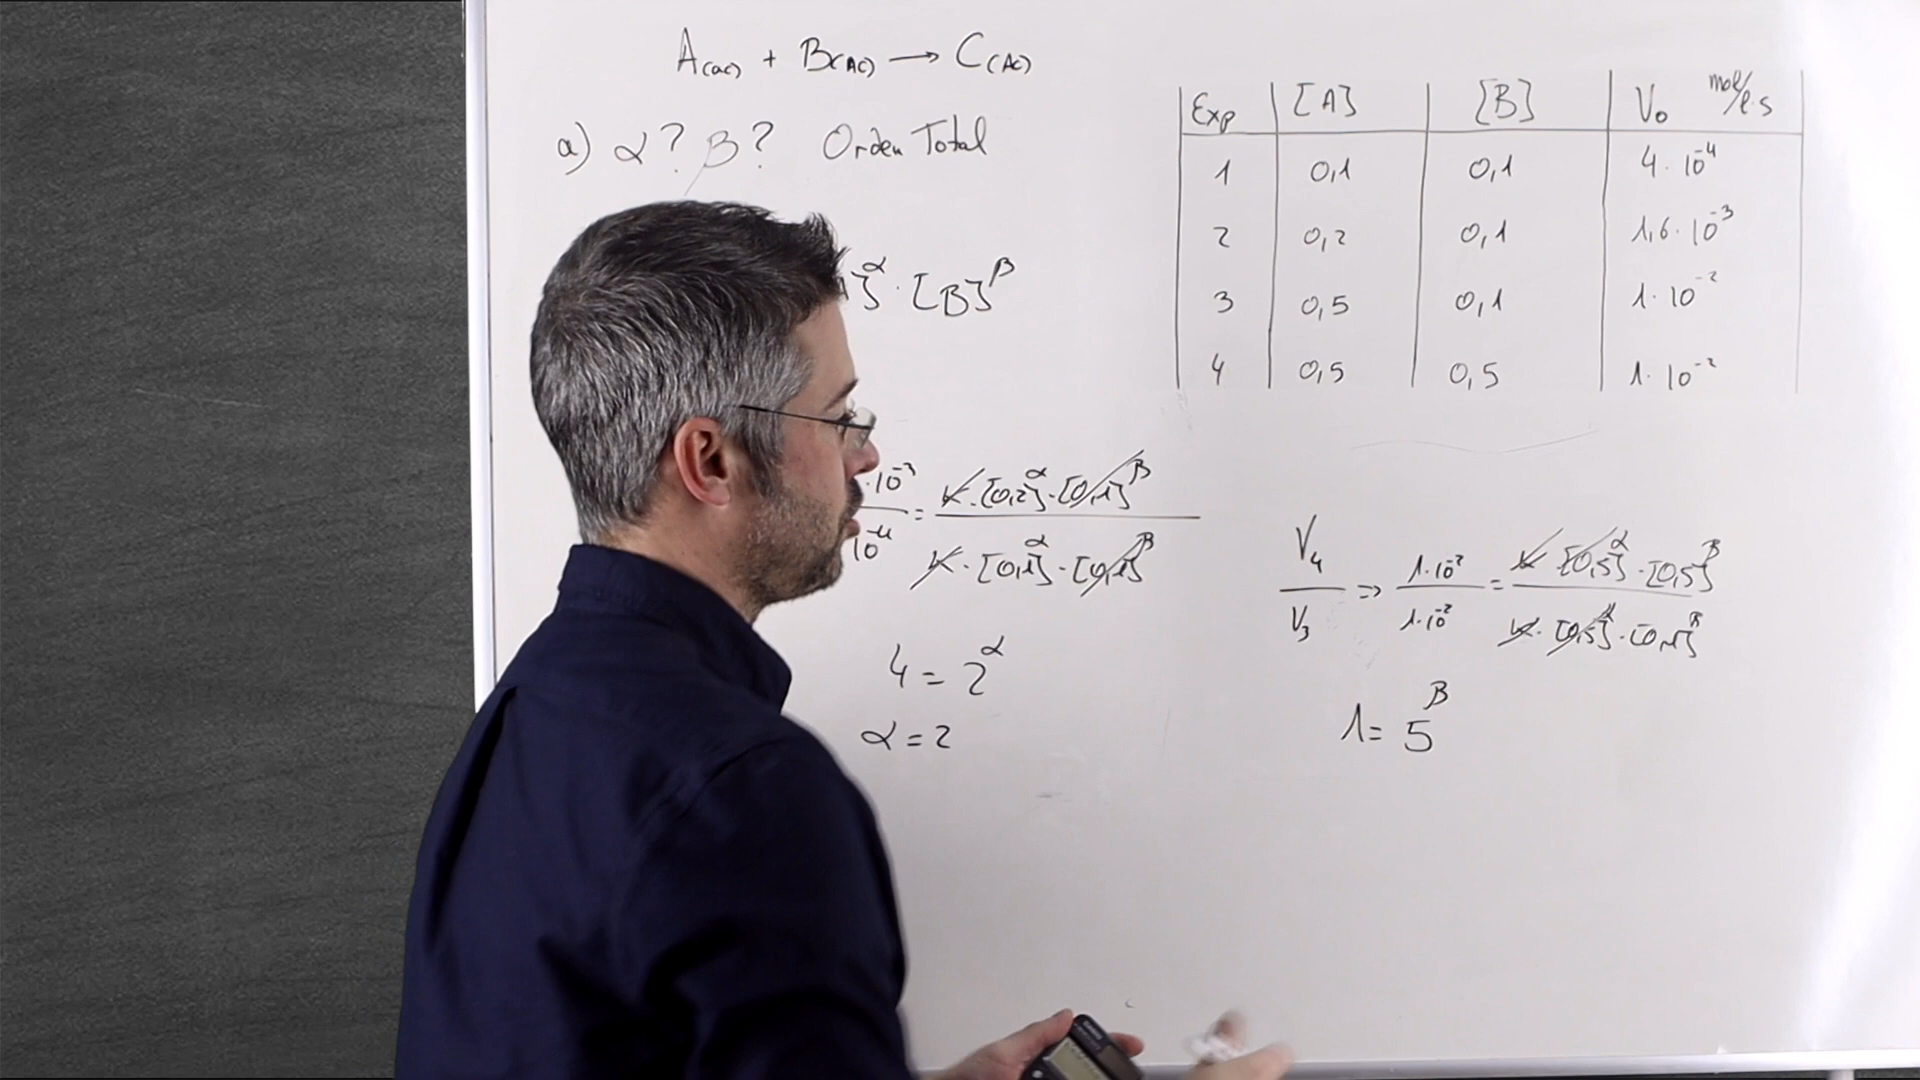 A(ac) + B(Ac) → C(Ac)
a) α? β? Orden Total
]^α · [B]^β
Exp [A] [B] V₀ mol/l·s
1 0,1 0,1 4·10⁻⁴
2 0,2 0,1 1,6·10⁻³
3 0,5 0,1 1·10⁻²
4 0,5 0,5 1·10⁻²
·10⁻³ = K·[0,2]^α·[0,1]^β
10⁻⁴ K·[0,1]^α·[0,1]^β
4 = 2^α
α = 2
V₄ => 1·10⁻² = K·[0,5]^α·[0,5]^β
V₃ 1·10⁻² K·[0,5]^α·[0,1]^β
1 = 5^β